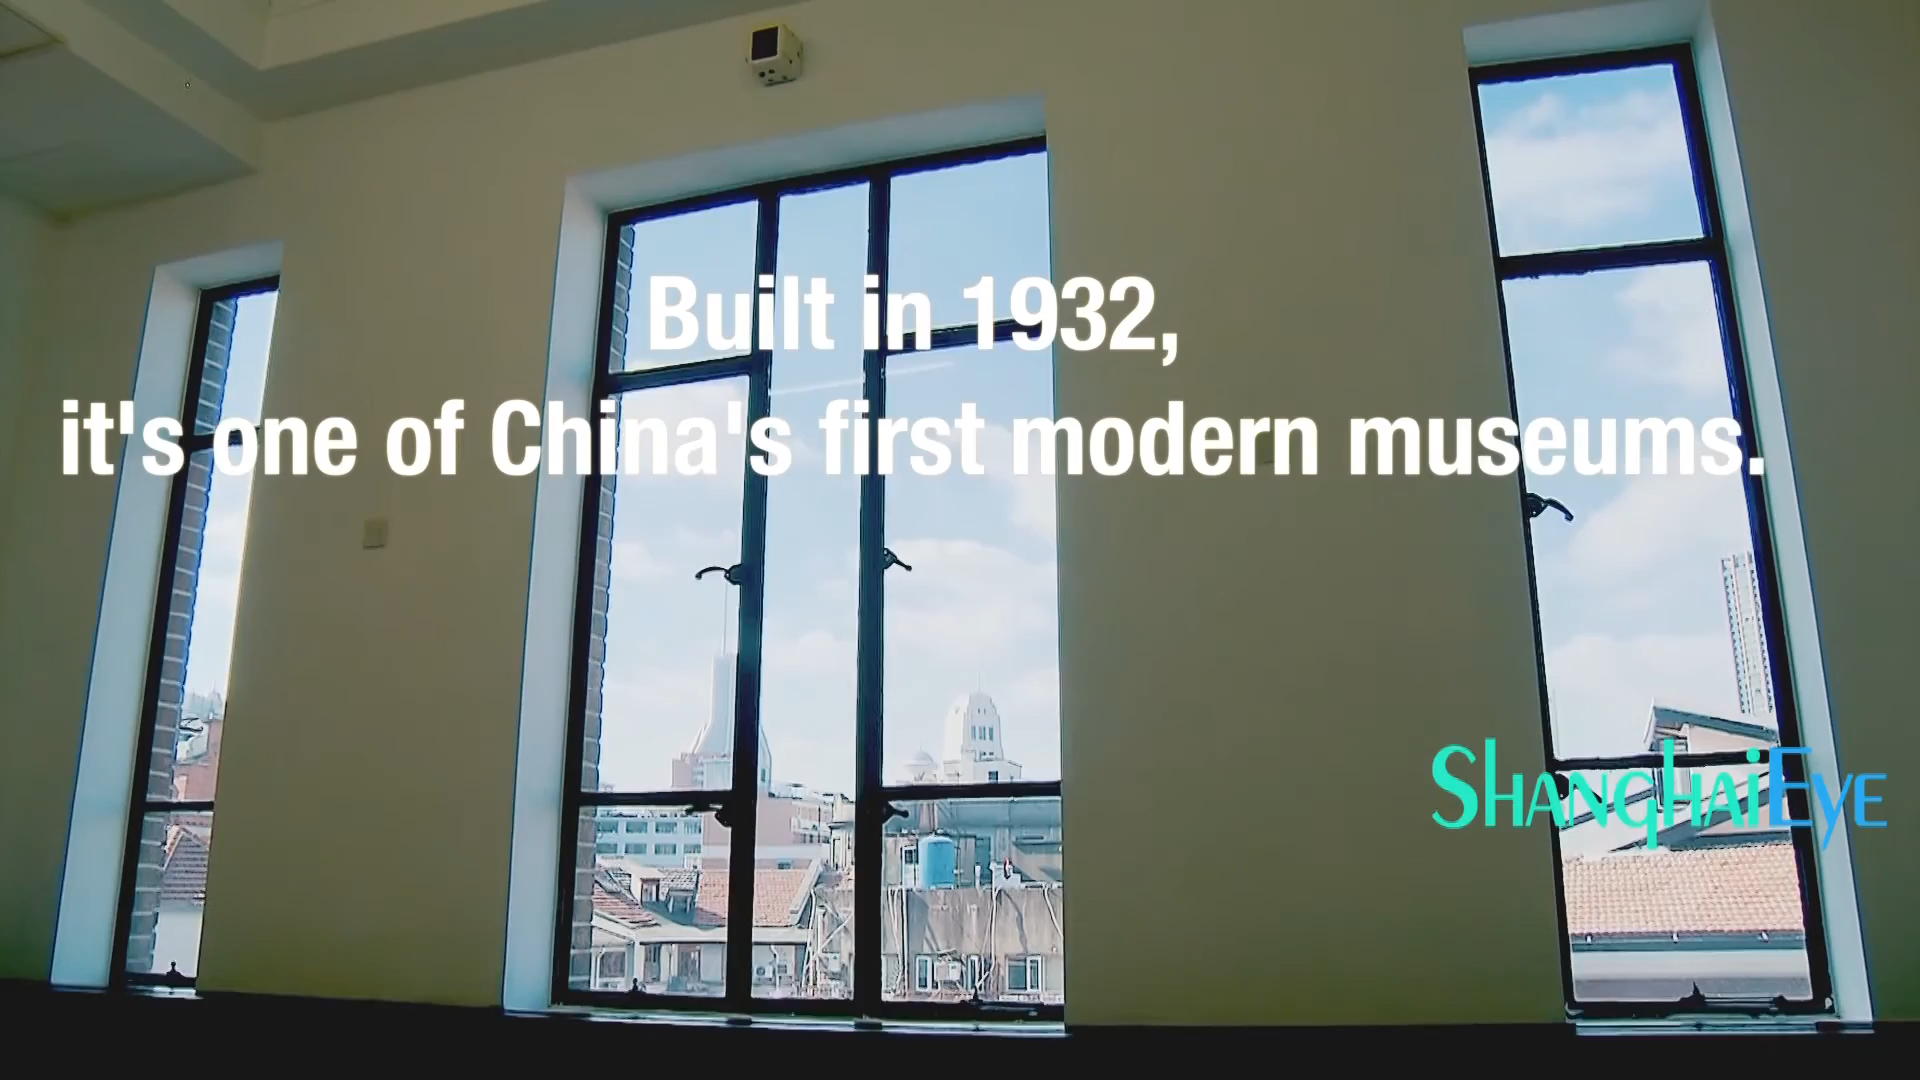 Built in 1932,
it's one of China's first modern museums.
ShanghaiEye